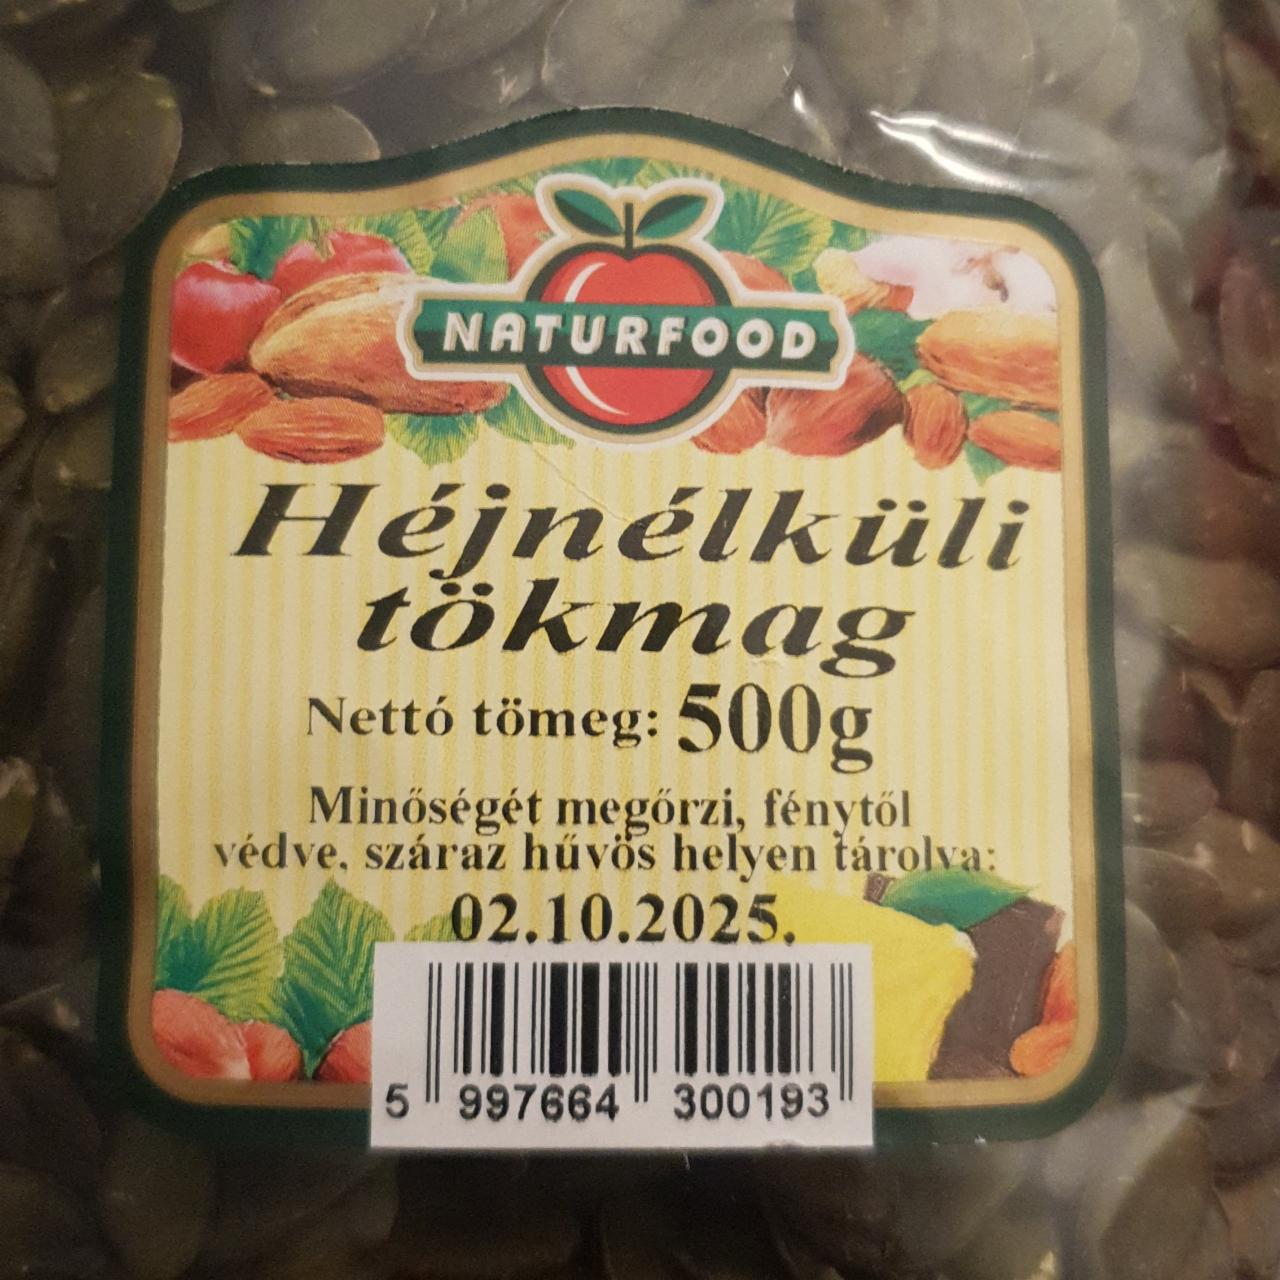 NATURFOOD
Héjnélküli
tökmag
Nettó tömeg: 500g
Minőségét megőrzi, fénytől
védve, száraz hűvös helyen tárolva:
02.10.2025.
5 997664 300193